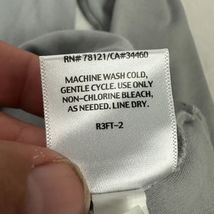 RN# 78121/CA# 34460
MACHINE WASH COLD,
GENTLE CYCLE. USE ONLY
NON-CHLORINE BLEACH,
AS NEEDED. LINE DRY.
R3FT-2